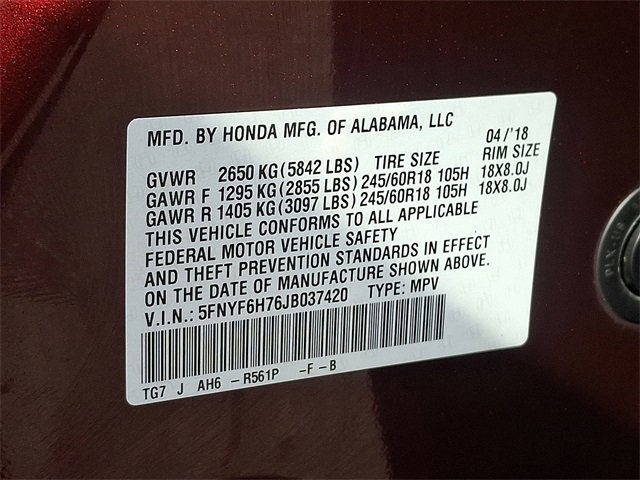 MFD. BY HONDA MFG. OF ALABAMA, LLC 04/'18
GVWR 2650 KG(5842 LBS) TIRE SIZE RIM SIZE
GAWR F 1295 KG(2855 LBS) 245/60R18 105H 18X8.0J
GAWR R 1405 KG(3097 LBS) 245/60R18 105H 18X8.0J
THIS VEHICLE CONFORMS TO ALL APPLICABLE
FEDERAL MOTOR VEHICLE SAFETY
AND THEFT PREVENTION STANDARDS IN EFFECT
ON THE DATE OF MANUFACTURE SHOWN ABOVE.
V.I.N.: 5FNYF6H76JB037420 TYPE: MPV
TG7 J AH6 -R561P -F-B